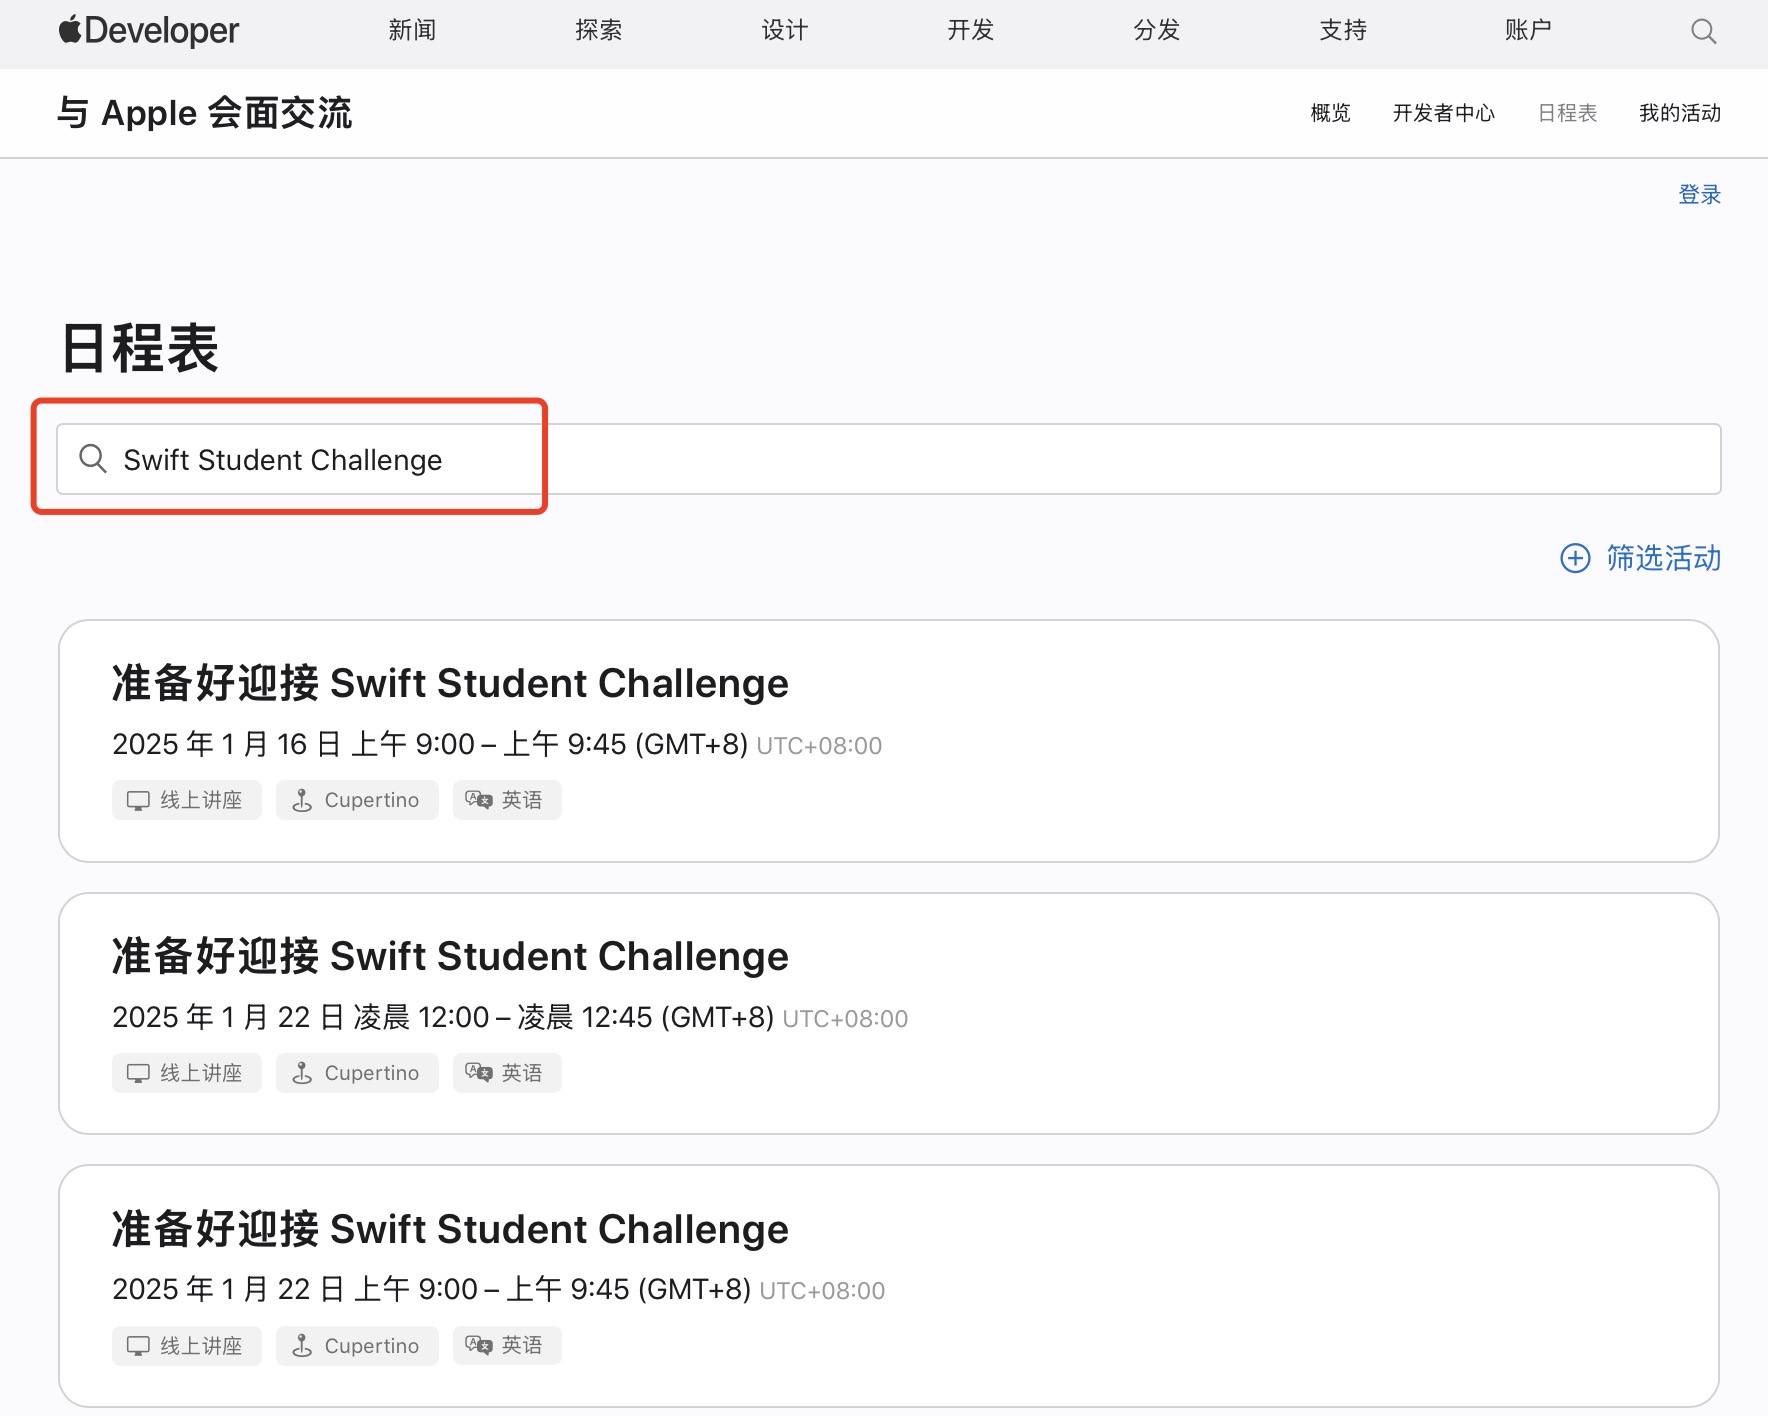 Developer 新闻 探索 设计 开发 分发 支持 账户
与 Apple 会面交流 概览 开发者中心 日程表 我的活动
登录
日程表
Swift Student Challenge
筛选活动
准备好迎接 Swift Student Challenge
2025 年 1 月 16 日 上午 9:00 – 上午 9:45 (GMT+8) UTC+08:00
线上讲座 Cupertino 英语
准备好迎接 Swift Student Challenge
2025 年 1 月 22 日 凌晨 12:00 – 凌晨 12:45 (GMT+8) UTC+08:00
线上讲座 Cupertino 英语
准备好迎接 Swift Student Challenge
2025 年 1 月 22 日 上午 9:00 – 上午 9:45 (GMT+8) UTC+08:00
线上讲座 Cupertino 英语